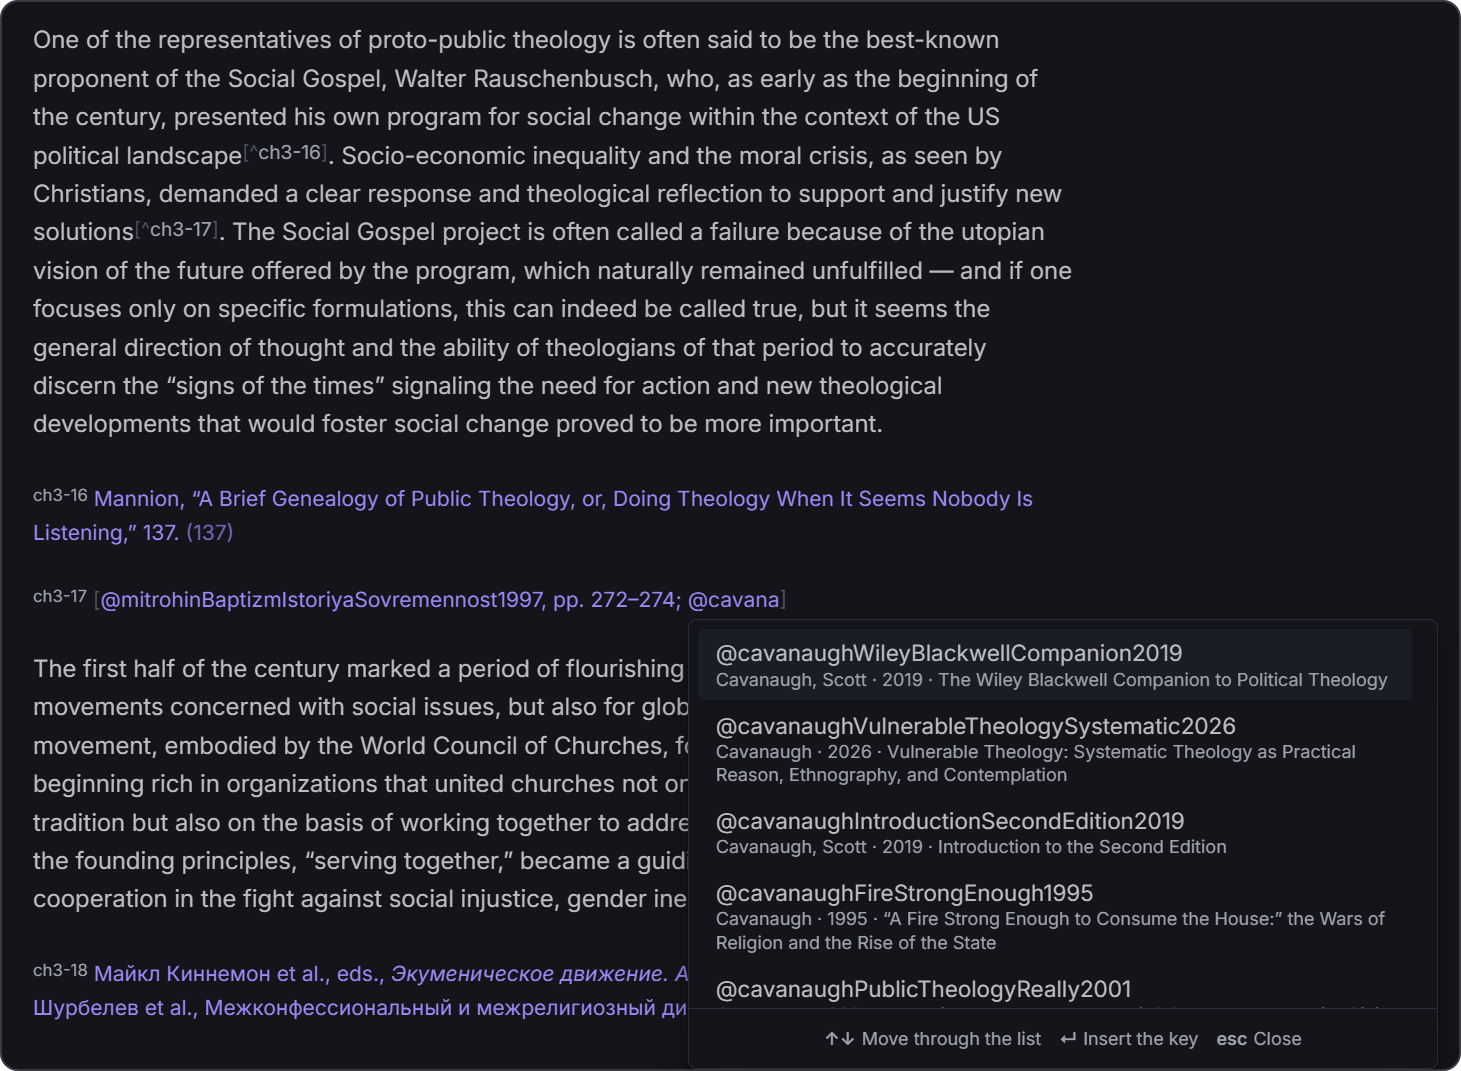 One of the representatives of proto-public theology is often said to be the best-known
proponent of the Social Gospel, Walter Rauschenbusch, who, as early as the beginning of
the century, presented his own program for social change within the context of the US
political landscape[^ch3-16]. Socio-economic inequality and the moral crisis, as seen by
Christians, demanded a clear response and theological reflection to support and justify new
solutions[^ch3-17]. The Social Gospel project is often called a failure because of the utopian
vision of the future offered by the program, which naturally remained unfulfilled — and if one
focuses only on specific formulations, this can indeed be called true, but it seems the
general direction of thought and the ability of theologians of that period to accurately
discern the “signs of the times” signaling the need for action and new theological
developments that would foster social change proved to be more important.
ch3-16 Mannion, “A Brief Genealogy of Public Theology, or, Doing Theology When It Seems Nobody Is
Listening,” 137. (137)
ch3-17 [@mitrohinBaptizmIstoriyaSovremennost1997, pp. 272–274; @cavana]
The first half of the century marked a period of flourishing
movements concerned with social issues, but also for glob
movement, embodied by the World Council of Churches, fo
beginning rich in organizations that united churches not or
tradition but also on the basis of working together to addre
the founding principles, “serving together,” became a guidi
cooperation in the fight against social injustice, gender ine
ch3-18 Майкл Киннемон et al., eds., Экуменическое движение. А
Шурбелев et al., Межконфессиональный и межрелигиозный ди
@cavanaughWileyBlackwellCompanion2019
Cavanaugh, Scott · 2019 · The Wiley Blackwell Companion to Political Theology
@cavanaughVulnerableTheologySystematic2026
Cavanaugh · 2026 · Vulnerable Theology: Systematic Theology as Practical
Reason, Ethnography, and Contemplation
@cavanaughIntroductionSecondEdition2019
Cavanaugh, Scott · 2019 · Introduction to the Second Edition
@cavanaughFireStrongEnough1995
Cavanaugh · 1995 · “A Fire Strong Enough to Consume the House:” the Wars of
Religion and the Rise of the State
@cavanaughPublicTheologyReally2001
↑↓ Move through the list ↵ Insert the key esc Close